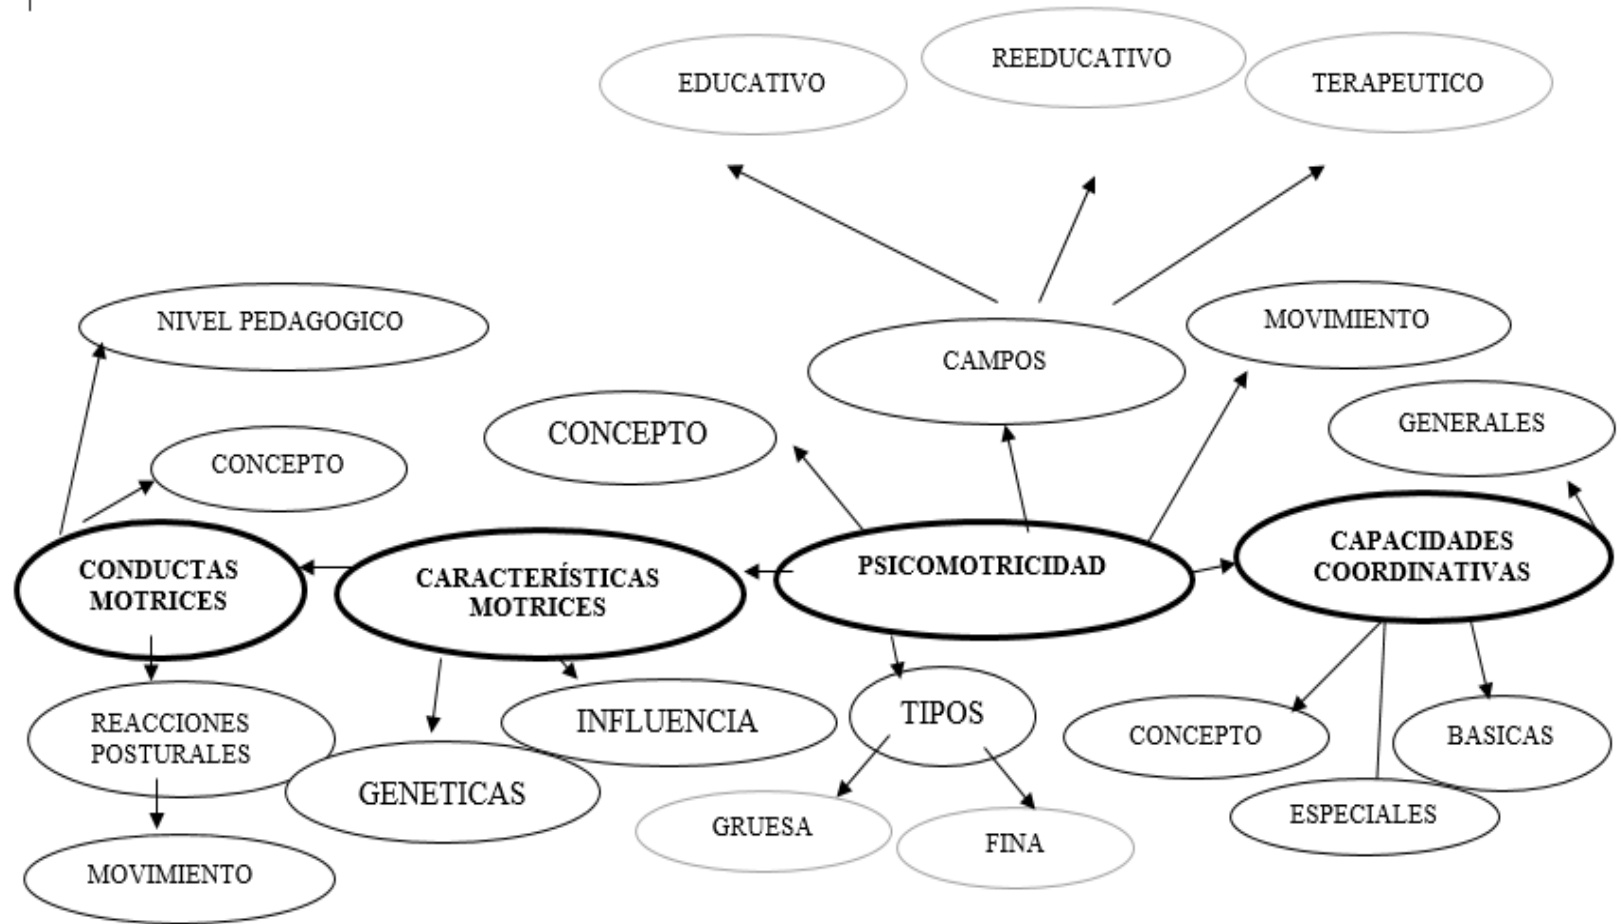 REEDUCATIVO
EDUCATIVO
TERAPEUTICO
NIVEL PEDAGOGICO
MOVIMIENTO
CAMPOS
GENERALES
CONCEPTO
CONCEPTO
CONDUCTAS
MOTRICES
CARACTERÍSTICAS
MOTRICES
PSICOMOTRICIDAD
CAPACIDADES
COORDINATIVAS
REACCIONES
POSTURALES
INFLUENCIA
TIPOS
CONCEPTO
BASICAS
GENETICAS
GRUESA
FINA
ESPECIALES
MOVIMIENTO